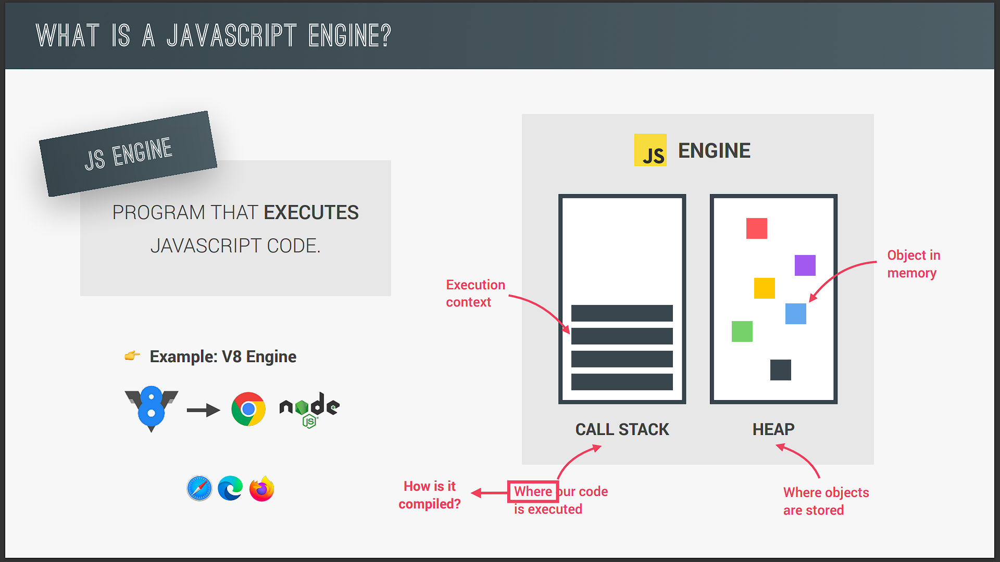 WHAT IS A JAVASCRIPT ENGINE?
JS ENGINE
PROGRAM THAT EXECUTES
JAVASCRIPT CODE.
Example: V8 Engine
8
node
JS
JS ENGINE
Execution
context
Object in
memory
CALL STACK
HEAP
How is it
compiled?
Where our code
is executed
Where objects
are stored